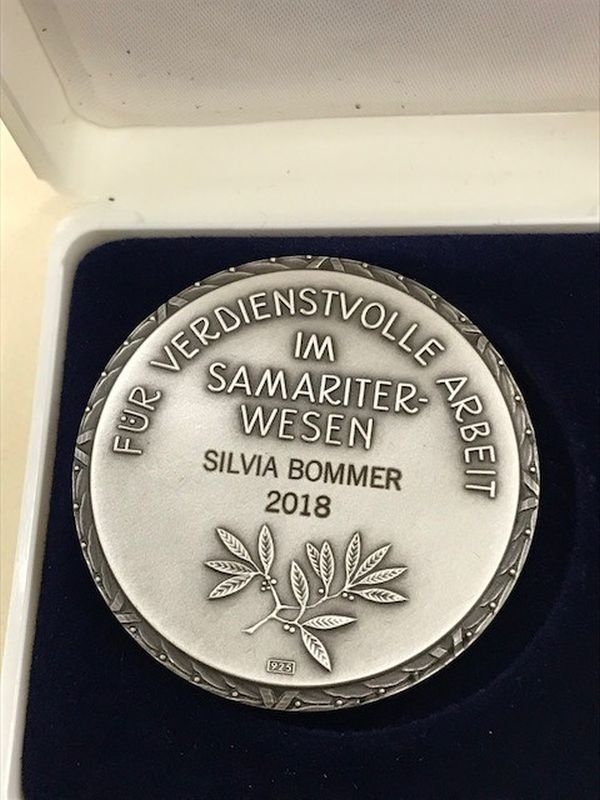 FÜR VERDIENSTVOLLE ARBEIT
IM
SAMARITER-
WESEN
SILVIA BOMMER
2018
925